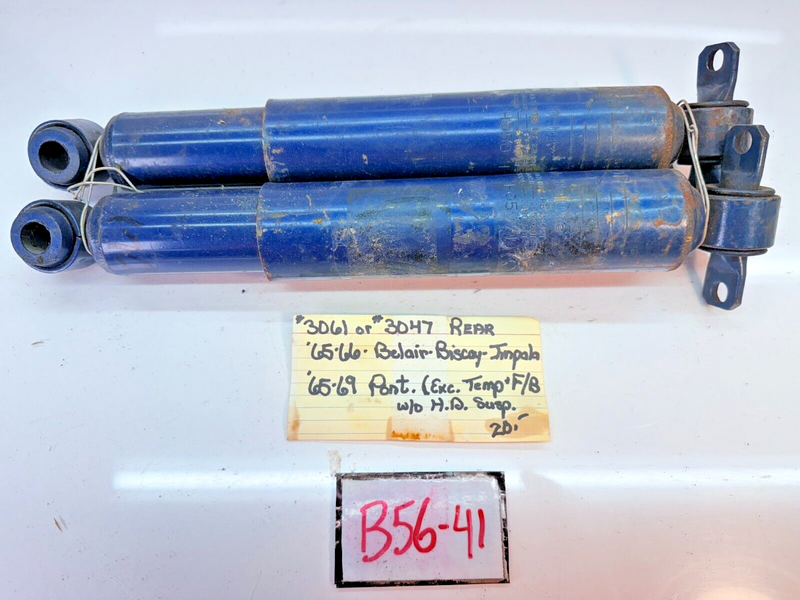 #3061 or #3047 REAR
'65-66- Belair-Biscay-Impala
'65-69 Pont. (Exc. Temp+F/B
w/o H.D. Susp.
20.-
B56-41